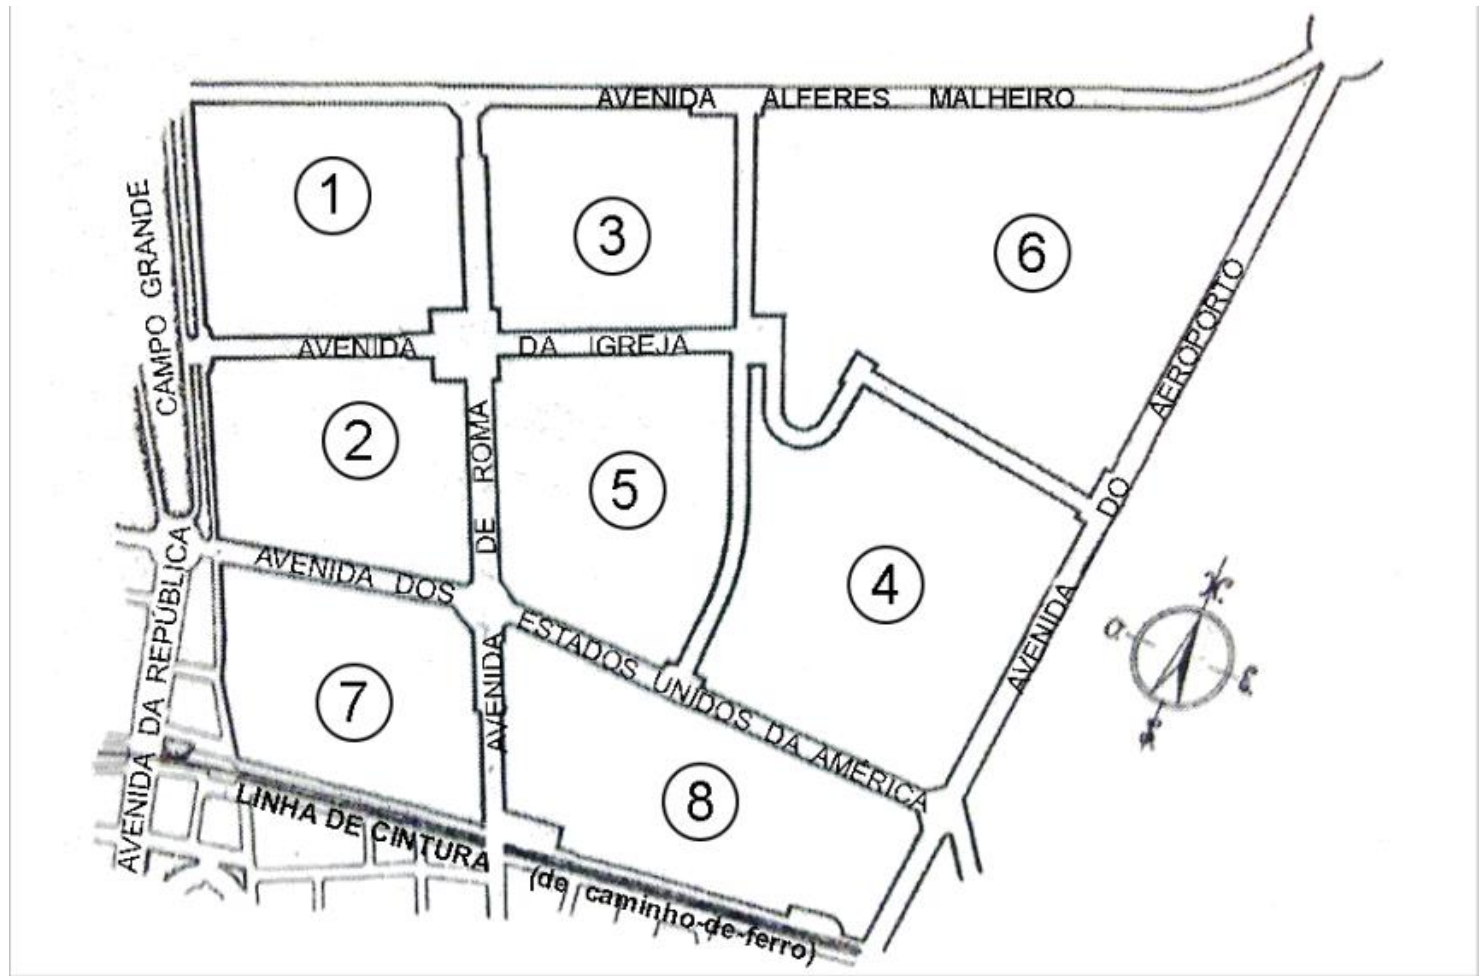 AVENIDA ALFERES MALHEIRO
CAMPO GRANDE
1
3
6
AVENIDA DA IGREJA
AVENIDA DO AEROPORTO
2
5
4
AVENIDA DE ROMA
AVENIDA DOS ESTADOS UNIDOS DA AMÉRICA
AVENIDA DA REPÚBLICA
7
8
LINHA DE CINTURA
(de caminho-de-ferro)
N.
O